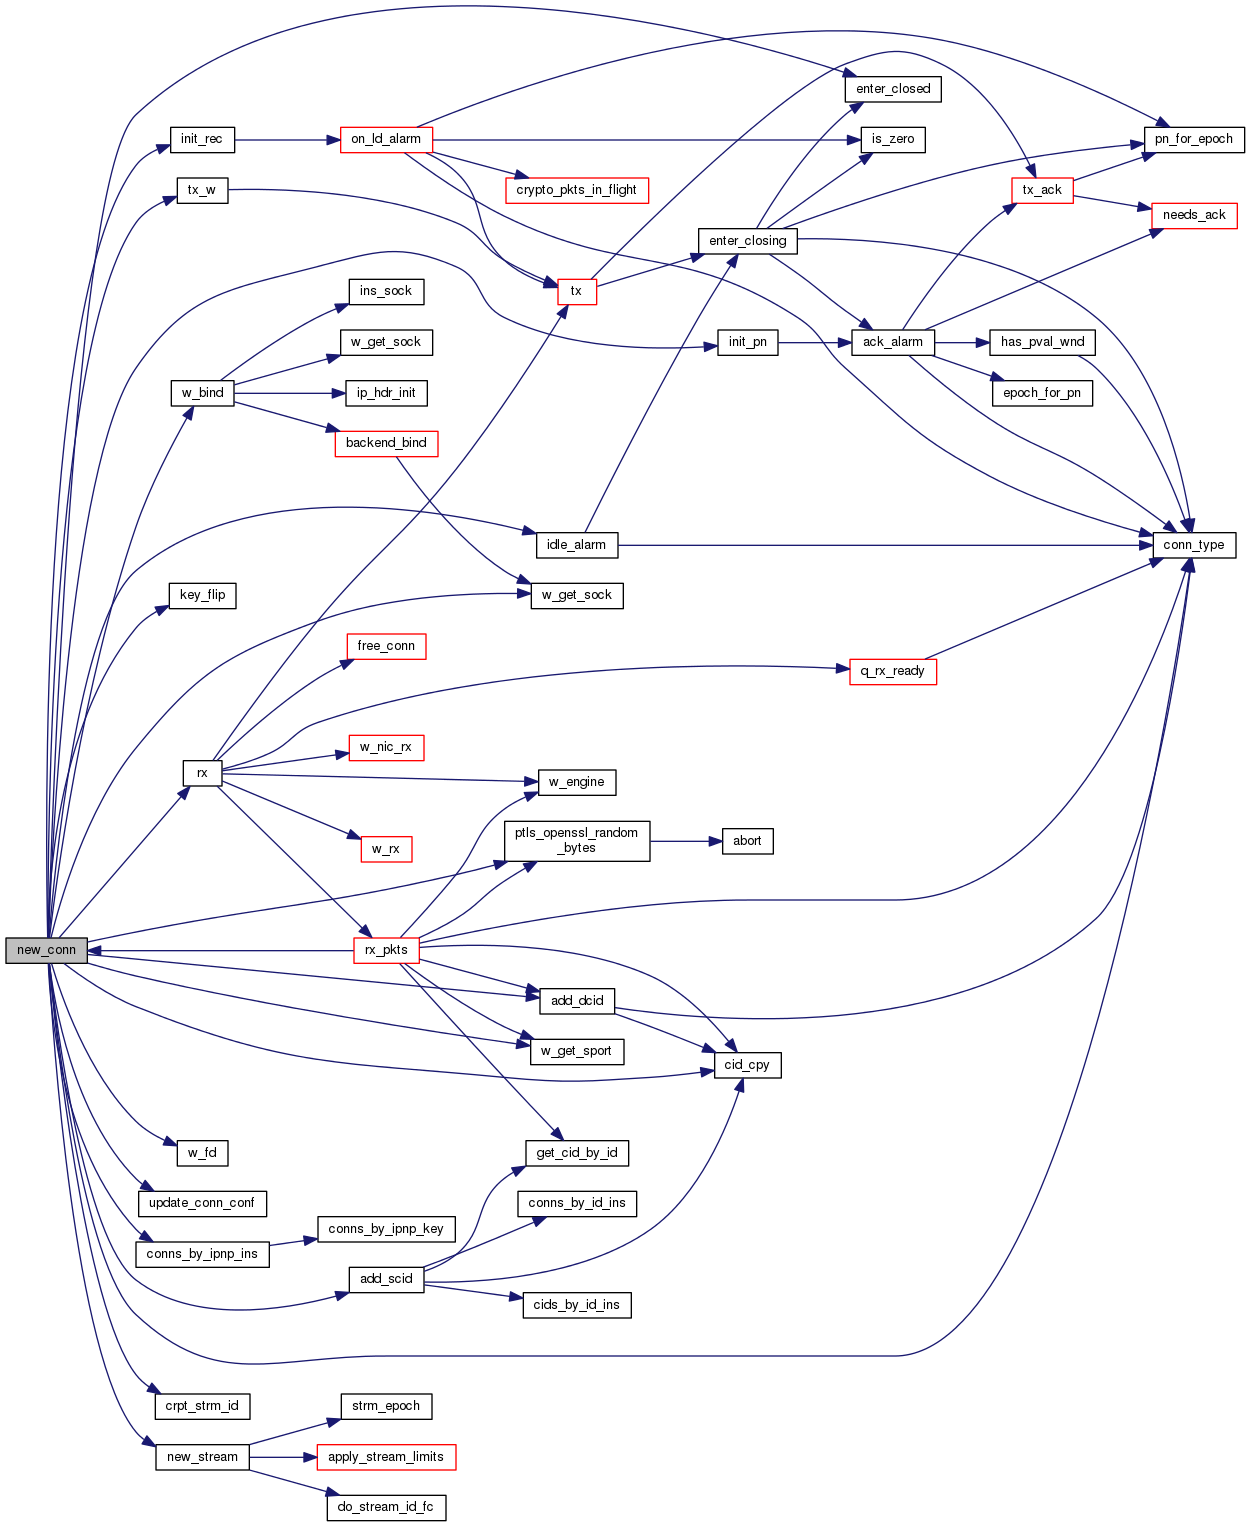 enter_closed
init_rec
on_ld_alarm
is_zero
pn_for_epoch
tx_w
crypto_pkts_in_flight
tx_ack
needs_ack
enter_closing
ins_sock
tx
w_get_sock
init_pn
ack_alarm
has_pval_wnd
w_bind
ip_hdr_init
epoch_for_pn
backend_bind
idle_alarm
conn_type
key_flip
w_get_sock
free_conn
q_rx_ready
w_nic_rx
rx
w_engine
ptls_openssl_random
_bytes
abort
w_rx
new_conn
rx_pkts
add_dcid
w_get_sport
cid_cpy
w_fd
get_cid_by_id
update_conn_conf
conns_by_id_ins
conns_by_ipnp_key
conns_by_ipnp_ins
add_scid
cids_by_id_ins
crpt_strm_id
strm_epoch
new_stream
apply_stream_limits
do_stream_id_fc